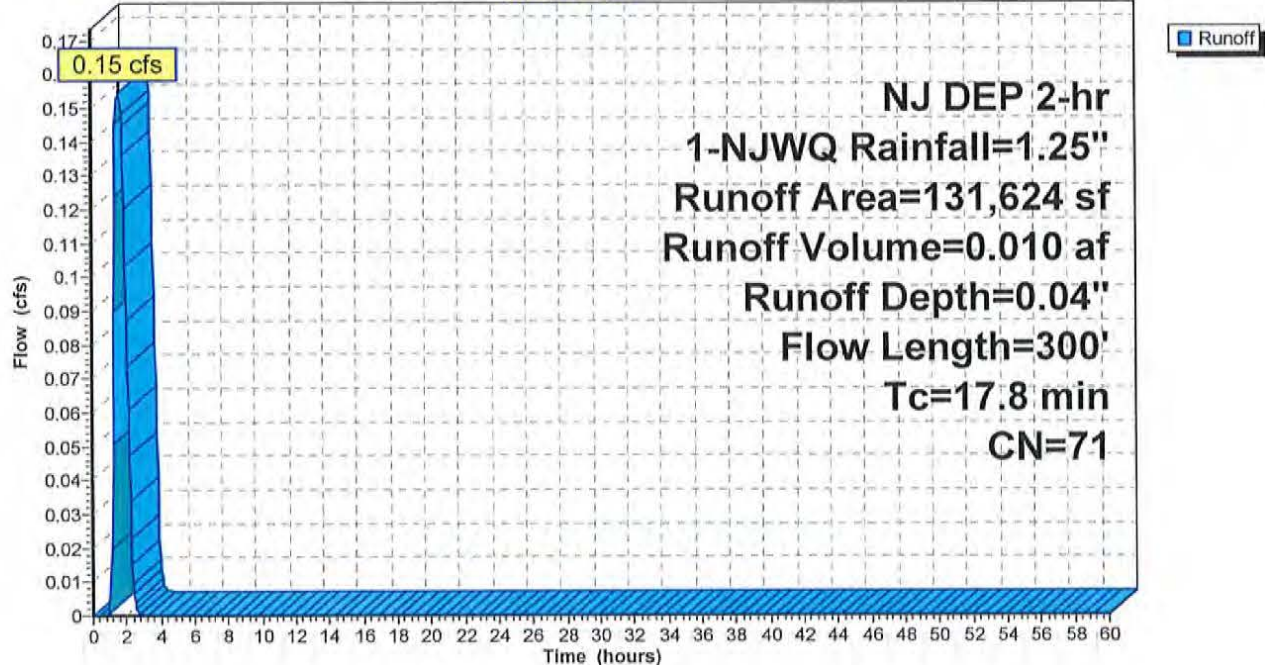 Runoff
0.15 cfs
NJ DEP 2-hr
1-NJWQ Rainfall=1.25"
Runoff Area=131,624 sf
Runoff Volume=0.010 af
Runoff Depth=0.04"
Flow Length=300'
Tc=17.8 min
CN=71
Flow (cfs)
0.17
0.
0.15
0.14
0.13
0.12
0.11
0.1
0.09
0.08
0.07
0.06
0.05
0.04
0.03
0.02
0.01
0
0 2 4 6 8 10 12 14 16 18 20 22 24 26 28 30 32 34 36 38 40 42 44 46 48 50 52 54 56 58 60
Time (hours)